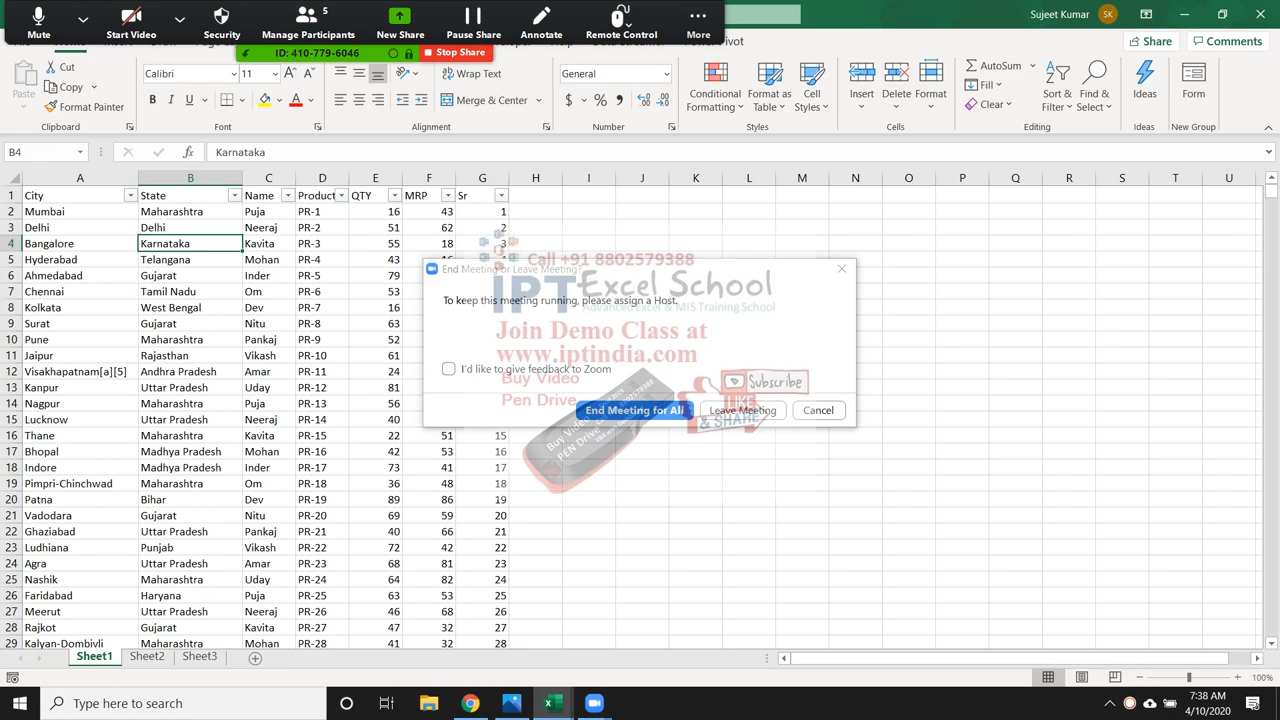 Mute
Start Video
Security
Manage Participants
5
New Share
Pause Share
Annotate
Remote Control
More
ID: 410-779-6046
Stop Share
Sujeet Kumar
SK
Share
Comments
Paste
Cut
Copy
Format Painter
Clipboard
Calibri
11
B I U
Font
Wrap Text
Merge & Center
Alignment
General
$ % ,
Number
Conditional Formatting
Format as Table
Cell Styles
Styles
Insert
Delete
Format
Cells
AutoSum
Fill
Clear
Sort & Filter
Find & Select
Editing
Ideas
Ideas
Form
New Group
B4
fx
Karnataka
A B C D E F G H I J K L M N O P Q R S T U
1 City State Name Product QTY MRP Sr
2 Mumbai Maharashtra Puja PR-1 16 43 1
3 Delhi Delhi Neeraj PR-2 51 62 2
4 Bangalore Karnataka Kavita PR-3 55 18 3
5 Hyderabad Telangana Mohan PR-4 43
6 Ahmedabad Gujarat Inder PR-5 79
7 Chennai Tamil Nadu Om PR-6 53
8 Kolkata West Bengal Dev PR-7 16
9 Surat Gujarat Nitu PR-8 63
10 Pune Maharashtra Pankaj PR-9 52
11 Jaipur Rajasthan Vikash PR-10 61
12 Visakhapatnam[a][5] Andhra Pradesh Amar PR-11 24
13 Kanpur Uttar Pradesh Uday PR-12 81
14 Nagpur Maharashtra Puja PR-13 56
15 Lucknow Uttar Pradesh Neeraj PR-14 40
16 Thane Maharashtra Kavita PR-15 22 51 15
17 Bhopal Madhya Pradesh Mohan PR-16 42 53 16
18 Indore Madhya Pradesh Inder PR-17 73 41 17
19 Pimpri-Chinchwad Maharashtra Om PR-18 36 48 18
20 Patna Bihar Dev PR-19 89 86 19
21 Vadodara Gujarat Nitu PR-20 69 59 20
22 Ghaziabad Uttar Pradesh Pankaj PR-21 40 66 21
23 Ludhiana Punjab Vikash PR-22 72 42 22
24 Agra Uttar Pradesh Amar PR-23 68 81 23
25 Nashik Maharashtra Uday PR-24 64 82 24
26 Faridabad Haryana Puja PR-25 63 53 25
27 Meerut Uttar Pradesh Neeraj PR-26 46 68 26
28 Rajkot Gujarat Kavita PR-27 47 32 27
29 Kalyan-Dombivli Maharashtra Mohan PR-28 41 32 28
Call +91 8802579388
End Meeting or Leave Meeting?
IPT Excel School
To keep this meeting running, please assign a Host.
Advanced Excel & MIS Training School
Join Demo Class at
www.iptindia.com
I'd like to give feedback to Zoom
Buy Video
Pen Drive
Subscribe
LIKE
& SHARE
Buy Video
PEN Drive
8802579388
End Meeting for All
Leave Meeting
Cancel
Sheet1
Sheet2
Sheet3
100%
Type here to search
7:38 AM
4/10/2020